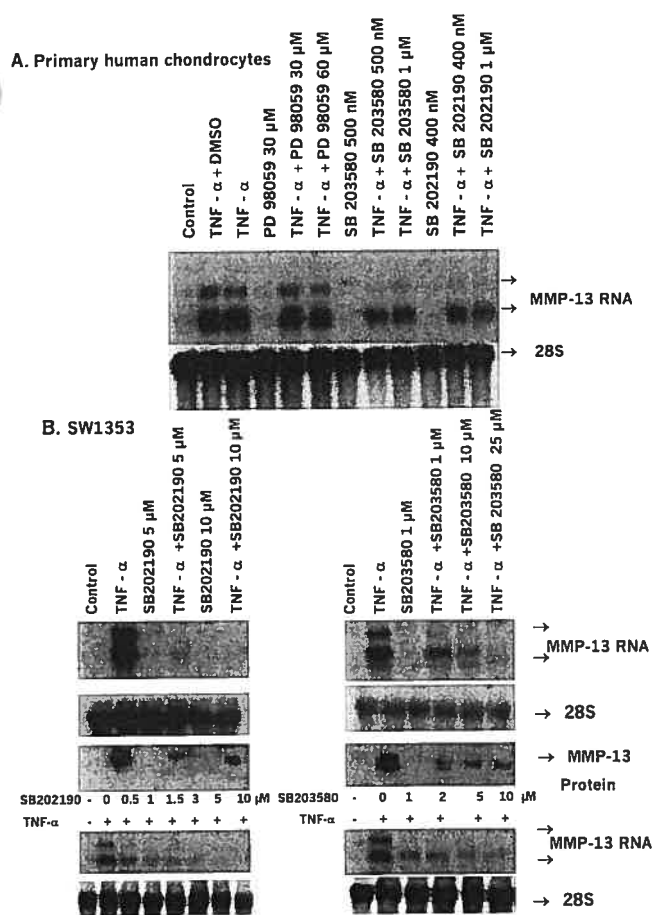 A. Primary human chondrocytes
Control
TNF - α + DMSO
TNF - α
PD 98059 30 µM
TNF - α + PD 98059 30 µM
TNF - α + PD 98059 60 µM
SB 203580 500 nM
TNF - α + SB 203580 500 nM
TNF - α + SB 203580 1 µM
SB 202190 400 nM
TNF - α + SB 202190 400 nM
TNF - α + SB 202190 1 µM
→
→ MMP-13 RNA
→ 28S
B. SW1353
Control
TNF - α
SB202190 5 µM
TNF - α +SB202190 5 µM
SB202190 10 µM
TNF - α +SB202190 10 µM
Control
TNF - α
SB203580 1 µM
TNF - α +SB203580 1 µM
TNF - α +SB203580 10 µM
TNF - α +SB 203580 25 µM
→
→ MMP-13 RNA
→ 28S
→ MMP-13
Protein
SB202190 - 0 0.5 1 1.5 3 5 10 µM
TNF-α - + + + + + + +
SB203580 - 0 1 2 5 10 µM
TNF-α - + + + + +
→
→ MMP-13 RNA
→ 28S